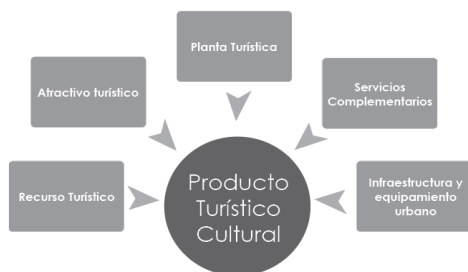 Planta Turística
Atractivo turístico
Servicios
Complementarios
Recurso Turístico
Producto
Turístico
Cultural
Infraestructura y
equipamiento
urbano